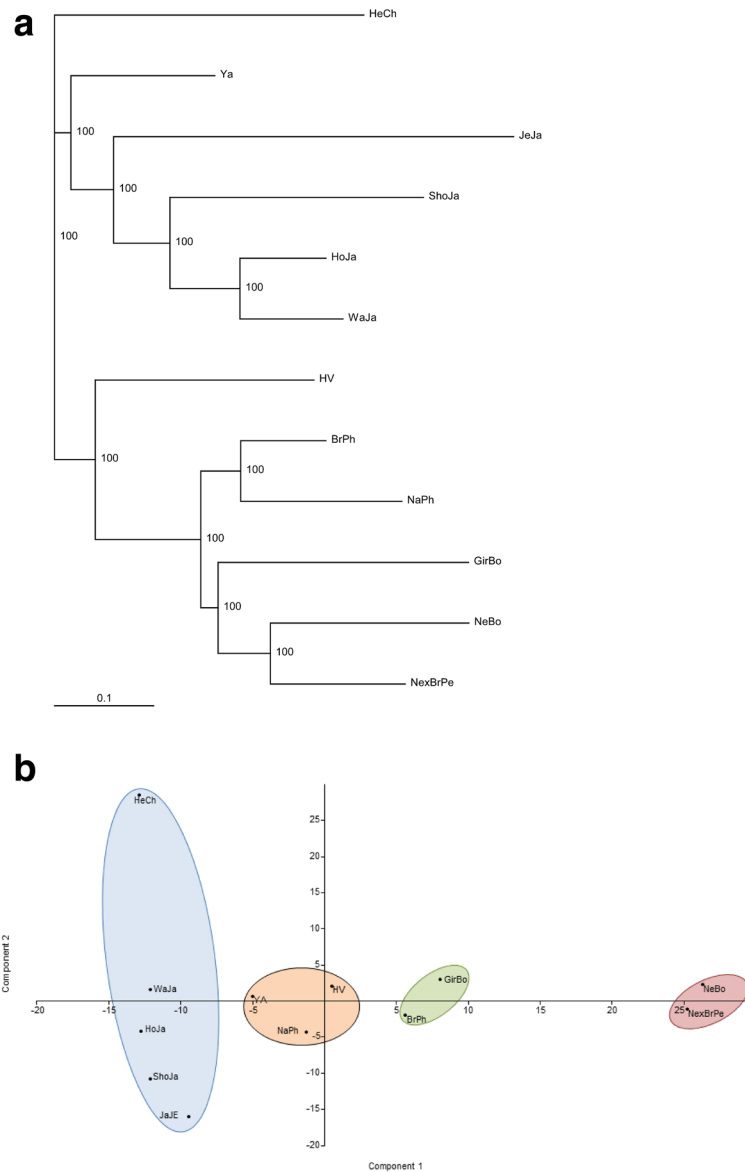 a
HeCh
Ya
100
JeJa
100
ShoJa
100
100
HoJa
100
WaJa
HV
BrPh
100
100
NaPh
100
GirBo
100
NeBo
100
NexBrPe
0.1
b
HeCh
25
20
15
10
5
Component 2
GirBo
NeBo
WaJa
YA
HV
-20 -15 -10 -5 5 10 15 20 25
NexBrPe
BrPh
HoJa
NaPh
-5
ShoJa
-10
JaJE
-15
-20
Component 1